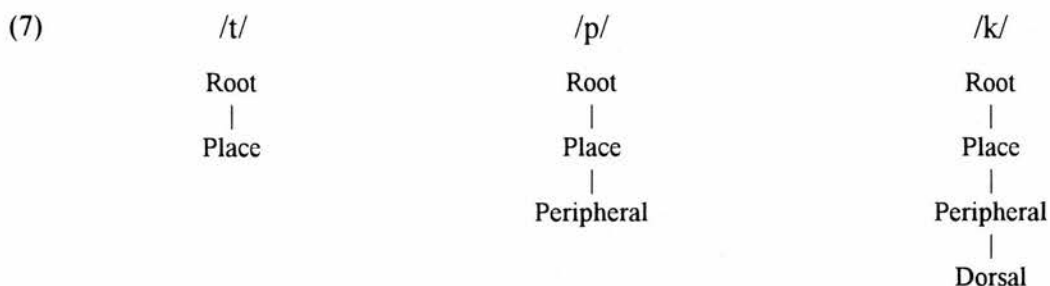 (7) /t/ /p/ /k/
Root Root Root
| | |
Place Place Place
| |
Peripheral Peripheral
|
Dorsal